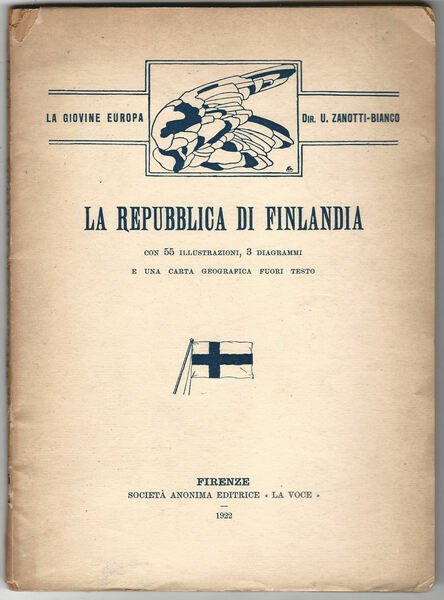 LA GIOVINE EUROPA
DIR. U. ZANOTTI-BIANCO
LA REPUBBLICA DI FINLANDIA
CON 55 ILLUSTRAZIONI, 3 DIAGRAMMI
E UNA CARTA GEOGRAFICA FUORI TESTO
FIRENZE
SOCIETÀ ANONIMA EDITRICE « LA VOCE »
1922